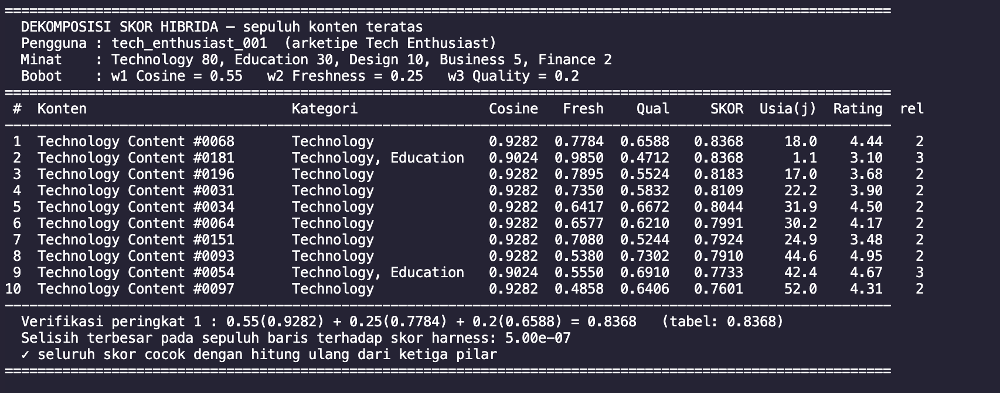 DEKOMPOSISI SKOR HIBRIDA — sepuluh konten teratas
Pengguna : tech_enthusiast_001 (arketipe Tech Enthusiast)
Minat : Technology 80, Education 30, Design 10, Business 5, Finance 2
Bobot : w1 Cosine = 0.55 w2 Freshness = 0.25 w3 Quality = 0.2
# Konten Kategori Cosine Fresh Qual SKOR Usia(j) Rating rel
1 Technology Content #0068 Technology 0.9282 0.7784 0.6588 0.8368 18.0 4.44 2
2 Technology Content #0181 Technology, Education 0.9024 0.9850 0.4712 0.8368 1.1 3.10 3
3 Technology Content #0196 Technology 0.9282 0.7895 0.5524 0.8183 17.0 3.68 2
4 Technology Content #0031 Technology 0.9282 0.7350 0.5832 0.8109 22.2 3.90 2
5 Technology Content #0034 Technology 0.9282 0.6417 0.6672 0.8044 31.9 4.50 2
6 Technology Content #0064 Technology 0.9282 0.6577 0.6210 0.7991 30.2 4.17 2
7 Technology Content #0151 Technology 0.9282 0.7080 0.5244 0.7924 24.9 3.48 2
8 Technology Content #0093 Technology 0.9282 0.5380 0.7302 0.7910 44.6 4.95 2
9 Technology Content #0054 Technology, Education 0.9024 0.5550 0.6910 0.7733 42.4 4.67 3
10 Technology Content #0097 Technology 0.9282 0.4858 0.6406 0.7601 52.0 4.31 2
Verifikasi peringkat 1 : 0.55(0.9282) + 0.25(0.7784) + 0.2(0.6588) = 0.8368 (tabel: 0.8368)
Selisih terbesar pada sepuluh baris terhadap skor harness: 5.00e-07
✓ seluruh skor cocok dengan hitung ulang dari ketiga pilar